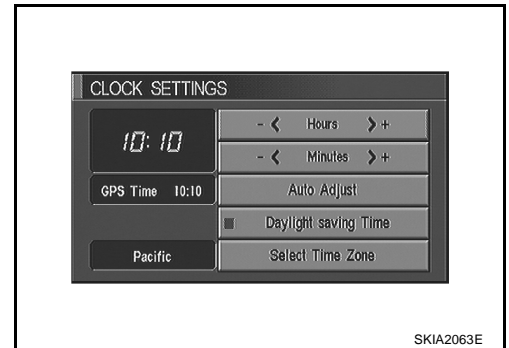 CLOCK SETTINGS
10:10
- < Hours > +
- < Minutes > +
GPS Time 10:10
Auto Adjust
Daylight saving Time
Pacific
Select Time Zone
SKIA2063E